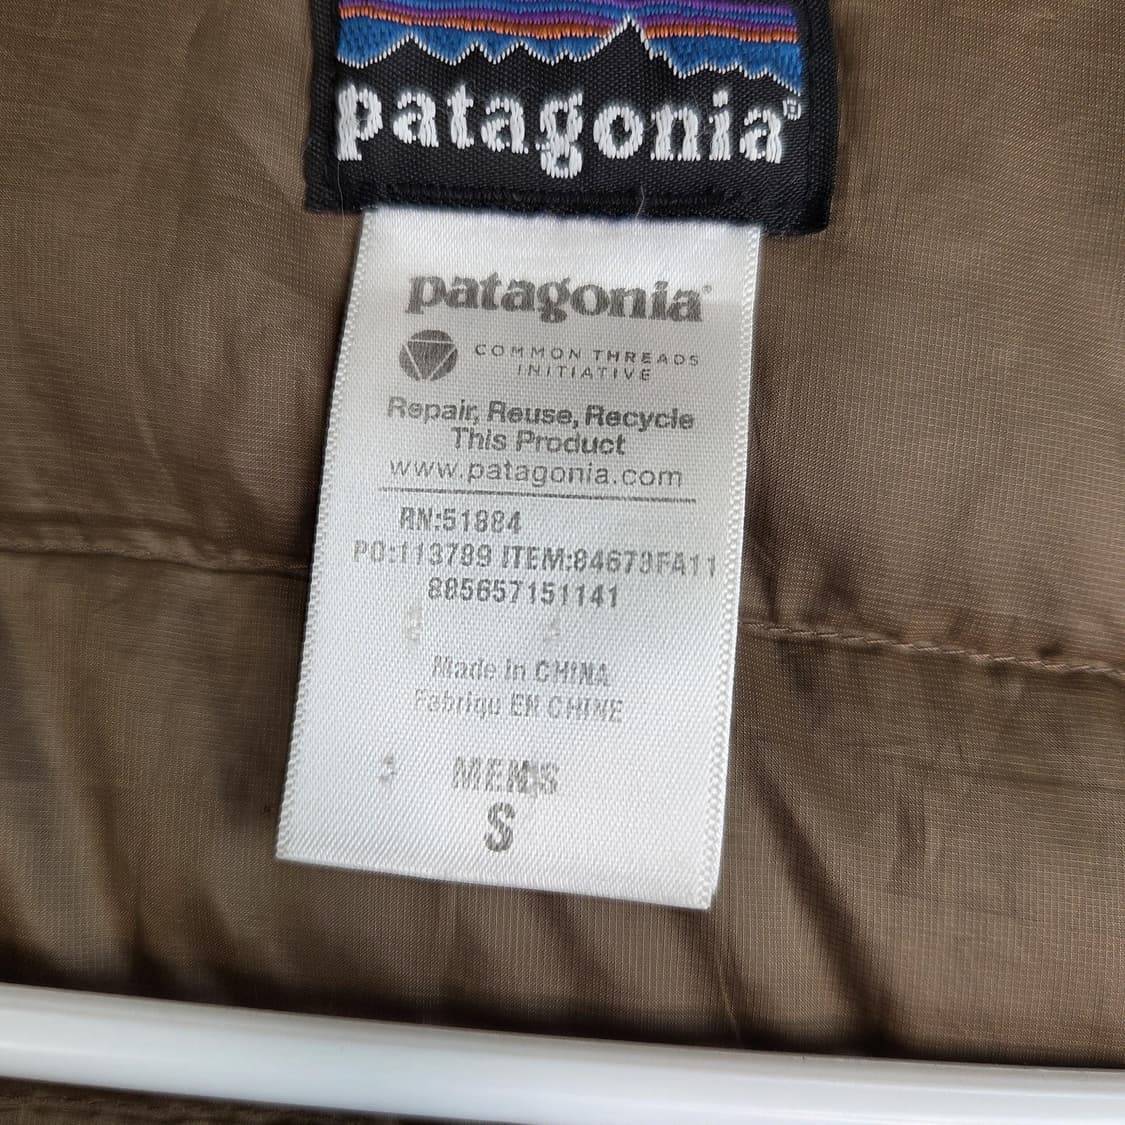 patagonia®
patagonia®
COMMON THREADS
INITIATIVE
Repair, Reuse, Recycle
This Product
www.patagonia.com
RN:51884
PO:113789 ITEM:84673FA11
885657151141
Made in CHINA
Fabriqu EN CHINE
MENS
S